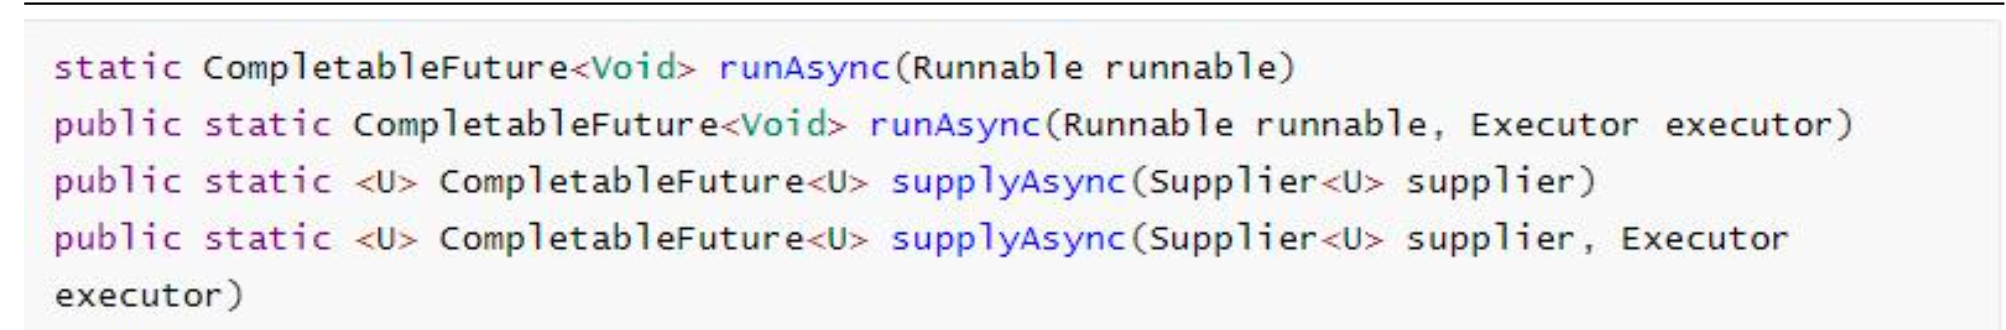 static CompletableFuture<Void> runAsync(Runnable runnable)
public static CompletableFuture<Void> runAsync(Runnable runnable, Executor executor)
public static <U> CompletableFuture<U> supplyAsync(Supplier<U> supplier)
public static <U> CompletableFuture<U> supplyAsync(Supplier<U> supplier, Executor
executor)